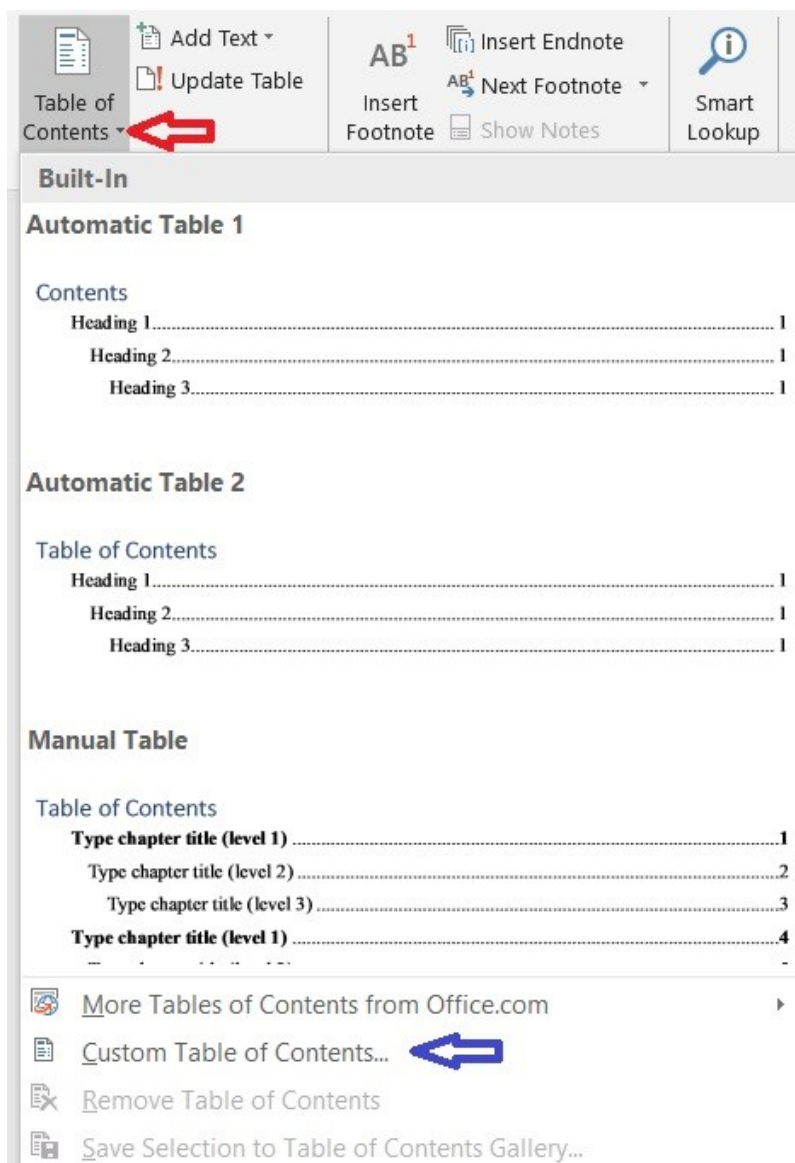 Table of
Contents
Add Text
Update Table
AB1
Insert
Footnote
[i] Insert Endnote
AB1 Next Footnote
Show Notes
Smart
Lookup
Built-In
Automatic Table 1
Contents
Heading 1........ 1
Heading 2........ 1
Heading 3........ 1
Automatic Table 2
Table of Contents
Heading 1........ 1
Heading 2........ 1
Heading 3........ 1
Manual Table
Table of Contents
Type chapter title (level 1) ........ 1
Type chapter title (level 2) ........ 2
Type chapter title (level 3) ........ 3
Type chapter title (level 1) ........ 4
More Tables of Contents from Office.com
Custom Table of Contents...
Remove Table of Contents
Save Selection to Table of Contents Gallery...